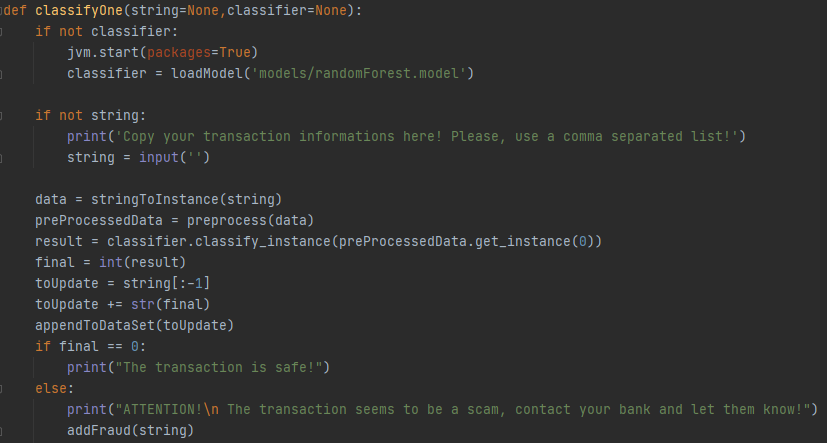 def classifyOne(string=None,classifier=None):
    if not classifier:
        jvm.start(packages=True)
        classifier = loadModel('models/randomForest.model')

    if not string:
        print('Copy your transaction informations here! Please, use a comma separated list!')
        string = input('')

    data = stringToInstance(string)
    preProcessedData = preprocess(data)
    result = classifier.classify_instance(preProcessedData.get_instance(0))
    final = int(result)
    toUpdate = string[:-1]
    toUpdate += str(final)
    appendToDataSet(toUpdate)
    if final == 0:
        print("The transaction is safe!")
    else:
        print("ATTENTION!\n The transaction seems to be a scam, contact your bank and let them know!")
        addFraud(string)